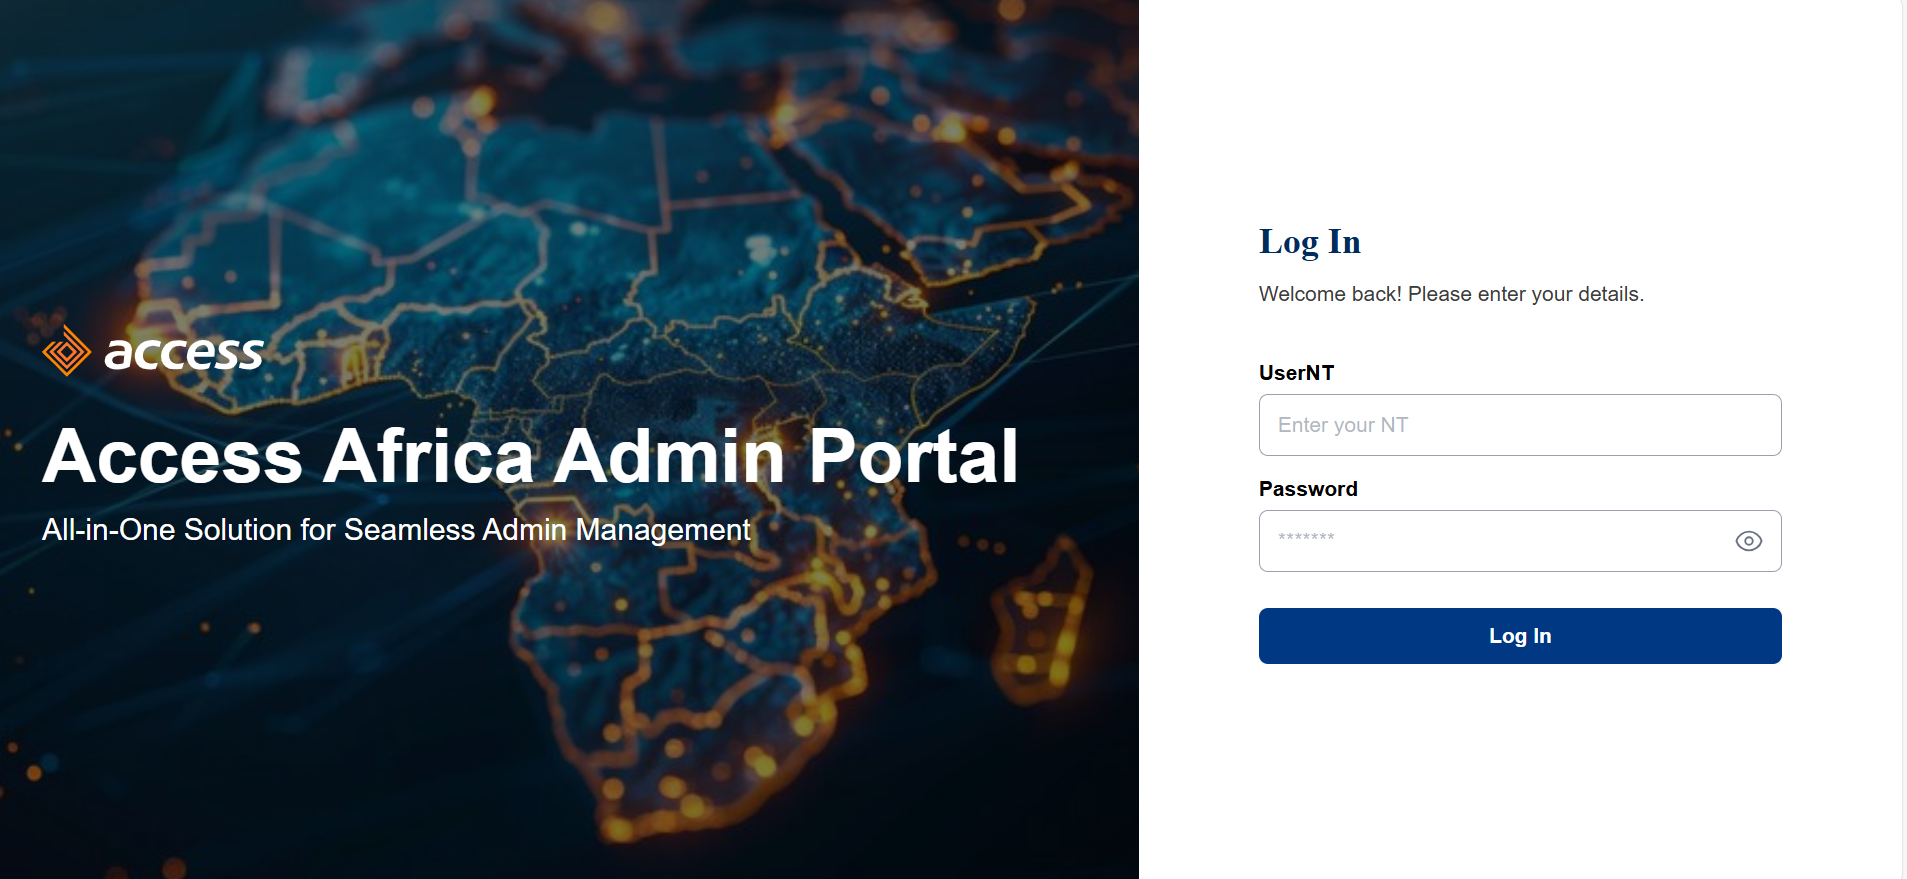 access
Access Africa Admin Portal
All-in-One Solution for Seamless Admin Management
Log In
Welcome back! Please enter your details.
UserNT
Enter your NT
Password
*******
Log In